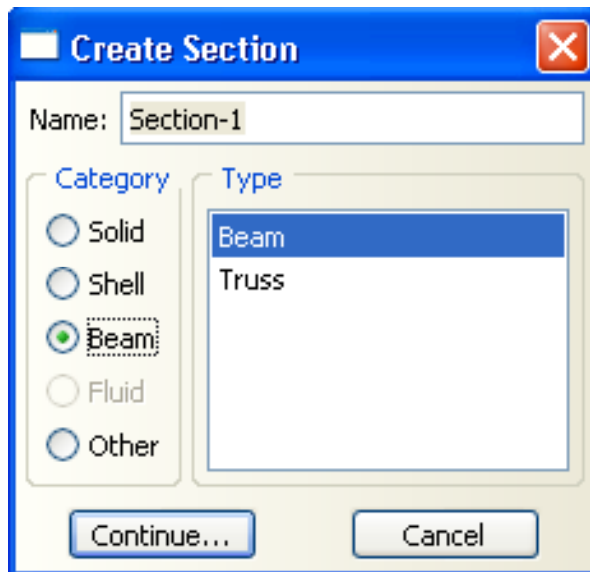 Create Section
Name: Section-1
Category
Solid
Shell
Beam
Fluid
Other
Type
Beam
Truss
Continue...
Cancel